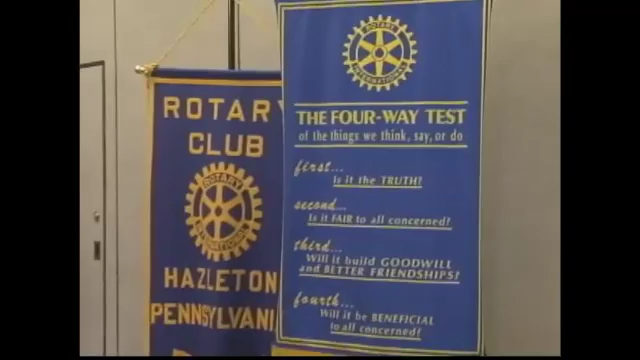 ROTARY
CLUB
ROTARY
INTERNATIONAL
HAZLETON
PENNSYLVANI
ROTARY
INTERNATIONAL
THE FOUR-WAY TEST
of the things we think, say, or do
first...
Is it the TRUTH?
second...
Is it FAIR to all concerned?
third...
Will it build GOODWILL
and BETTER FRIENDSHIPS?
fourth...
Will it be BENEFICIAL
to all concerned?